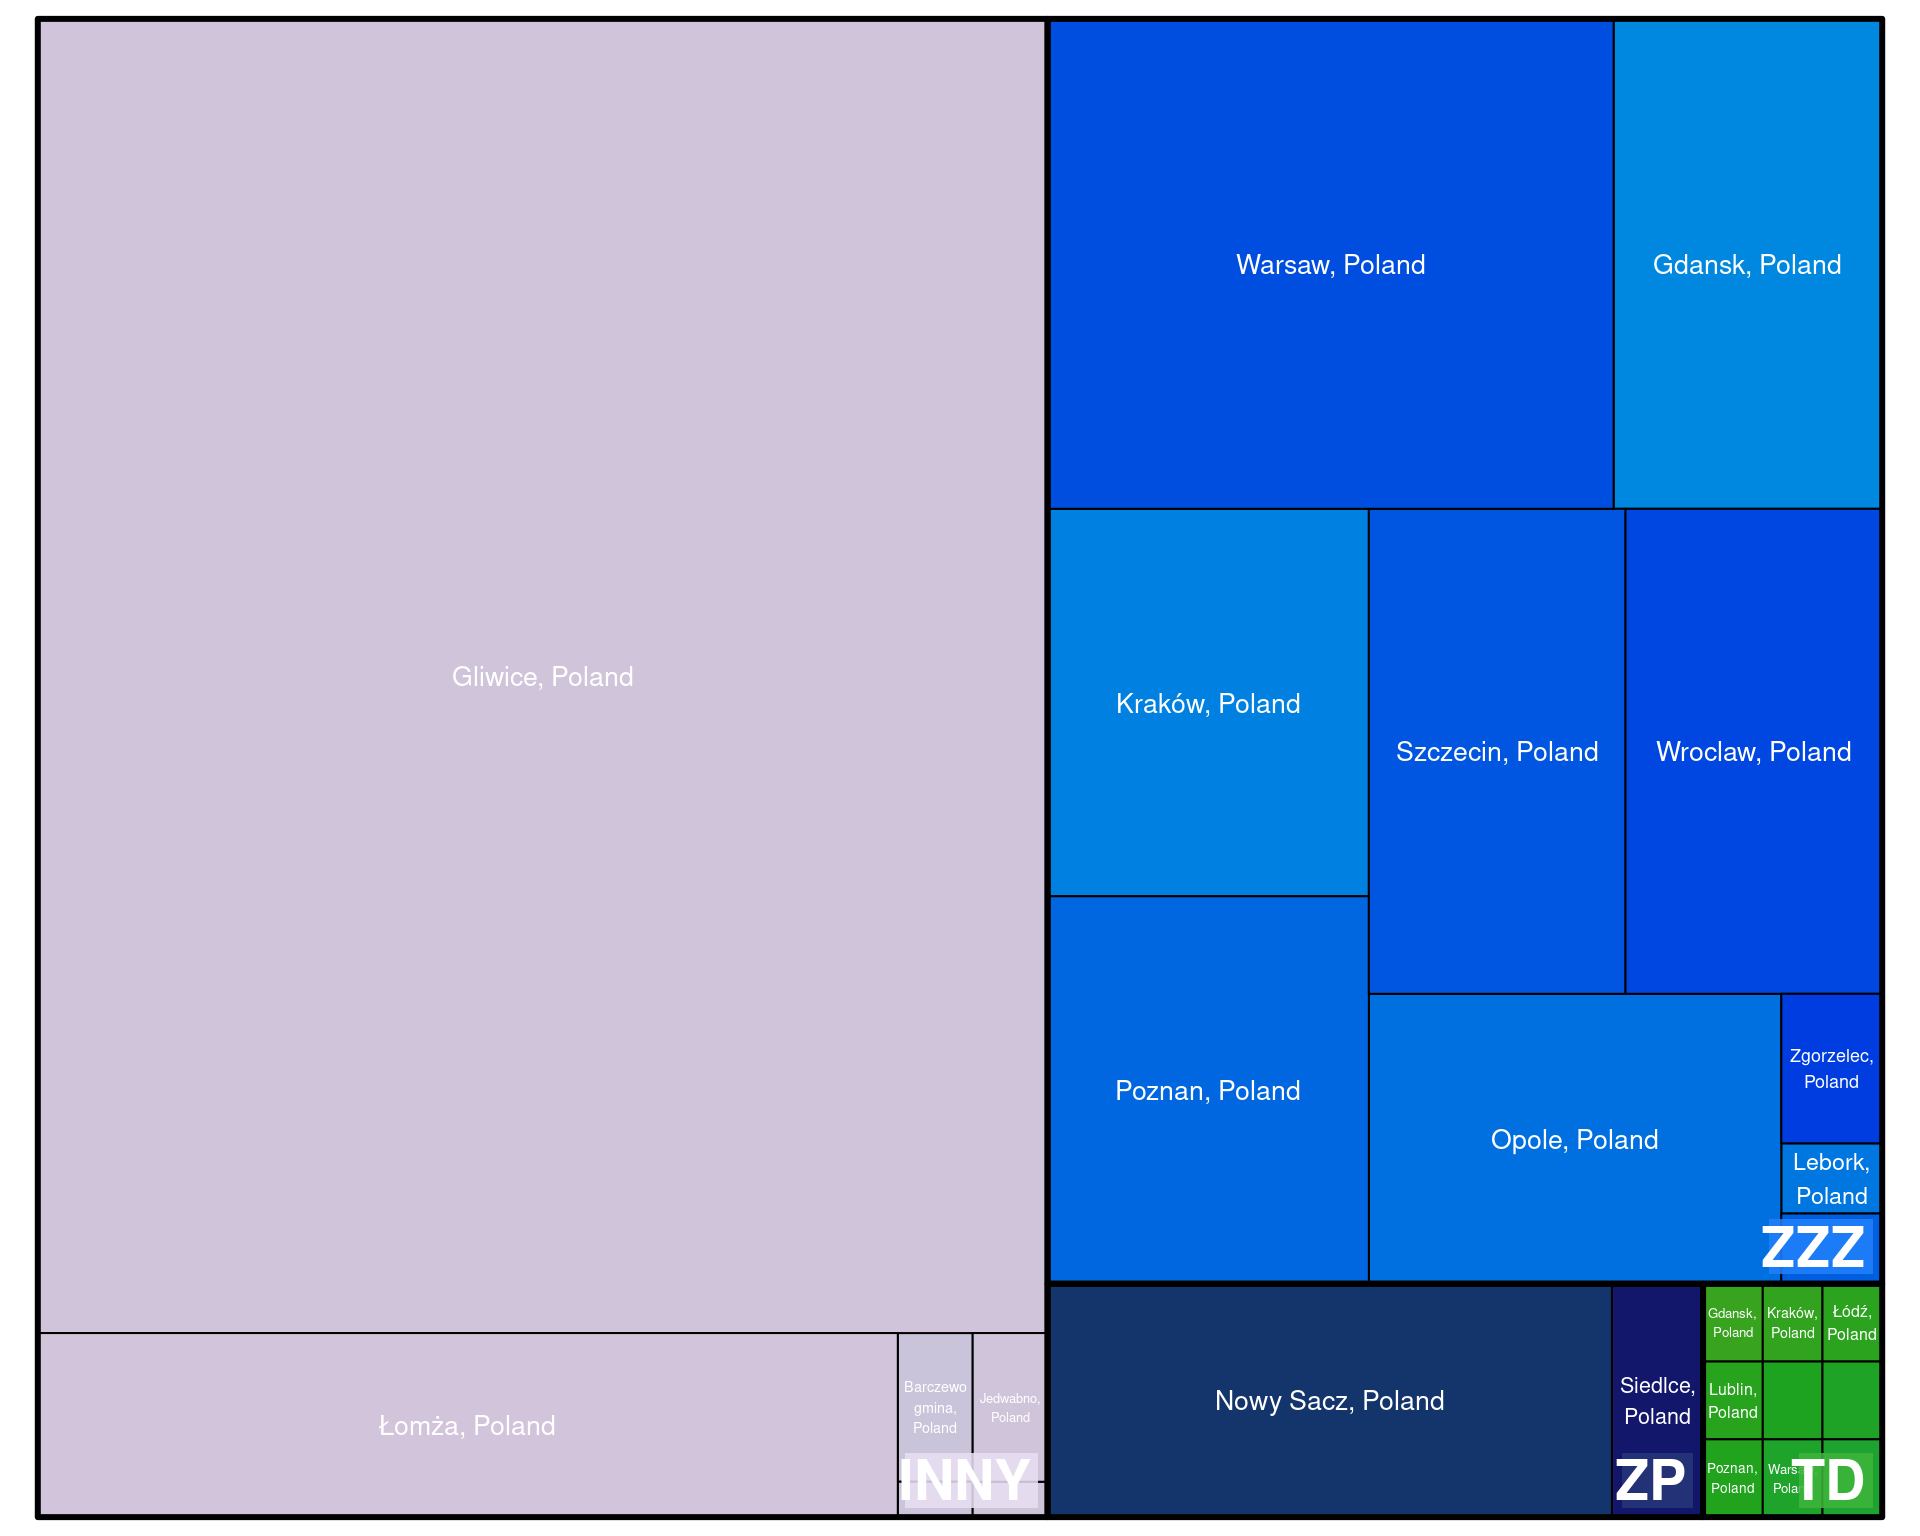 Warsaw, Poland
Gdansk, Poland
Gliwice, Poland
Kraków, Poland
Szczecin, Poland
Wroclaw, Poland
Poznan, Poland
Opole, Poland
Zgorzelec,
Poland
Lebork,
Poland
ZZZ
Łomża, Poland
Barczewo
gmina,
Poland
Jedwabno,
Poland
INNY
Nowy Sacz, Poland
Siedlce,
Poland
ZP
Gdansk,
Poland
Kraków,
Poland
Łódź,
Poland
Lublin,
Poland
Poznan,
Poland
TD